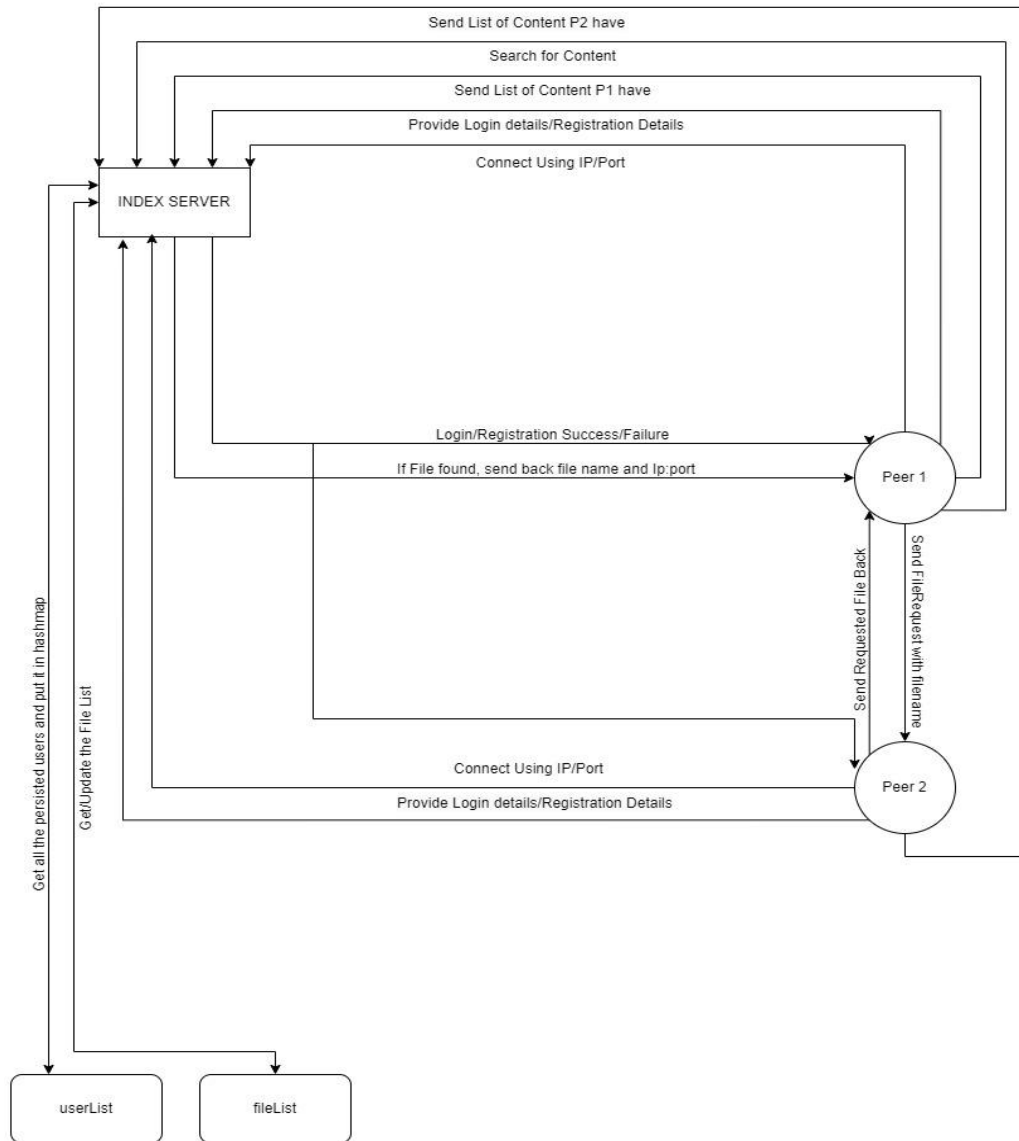 Send List of Content P2 have
Search for Content
Send List of Content P1 have
Provide Login details/Registration Details
Connect Using IP/Port
INDEX SERVER
Login/Registration Success/Failure
If File found, send back file name and Ip:port
Peer 1
Send Requested File Back
Send FileRequest with filename
Get all the persisted users and put it in hashmap
Get/Update the File List
Connect Using IP/Port
Peer 2
Provide Login details/Registration Details
userList
fileList